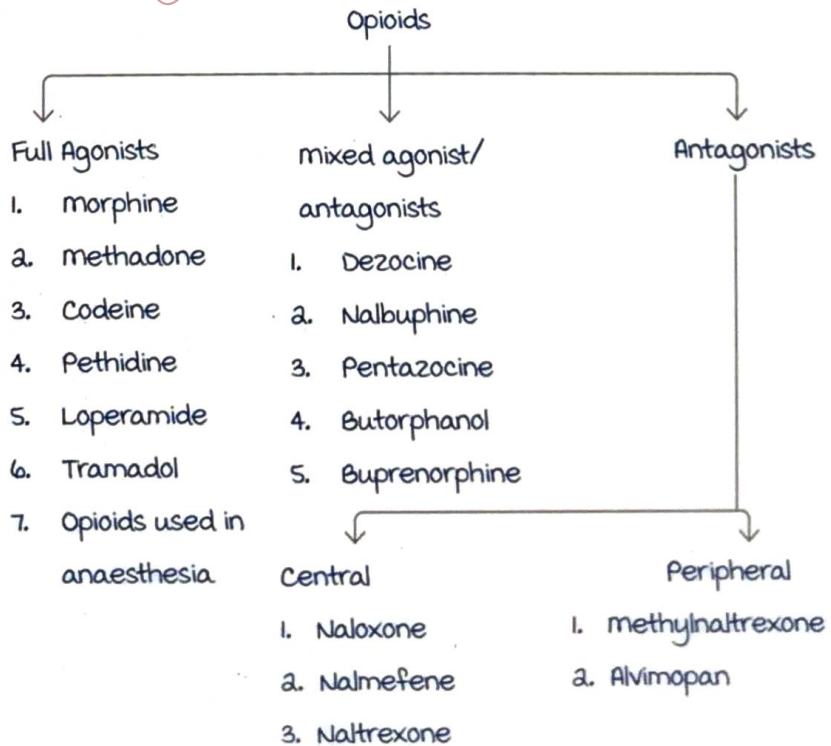 Opioids
Full Agonists
1. morphine
2. methadone
3. Codeine
4. Pethidine
5. Loperamide
6. Tramadol
7. Opioids used in
anaesthesia
mixed agonist/
antagonists
1. Dezocine
2. Nalbuphine
3. Pentazocine
4. Butorphanol
5. Buprenorphine
Antagonists
Central
1. Naloxone
2. Nalmefene
3. Naltrexone
Peripheral
1. methylnaltrexone
2. Alvimopan